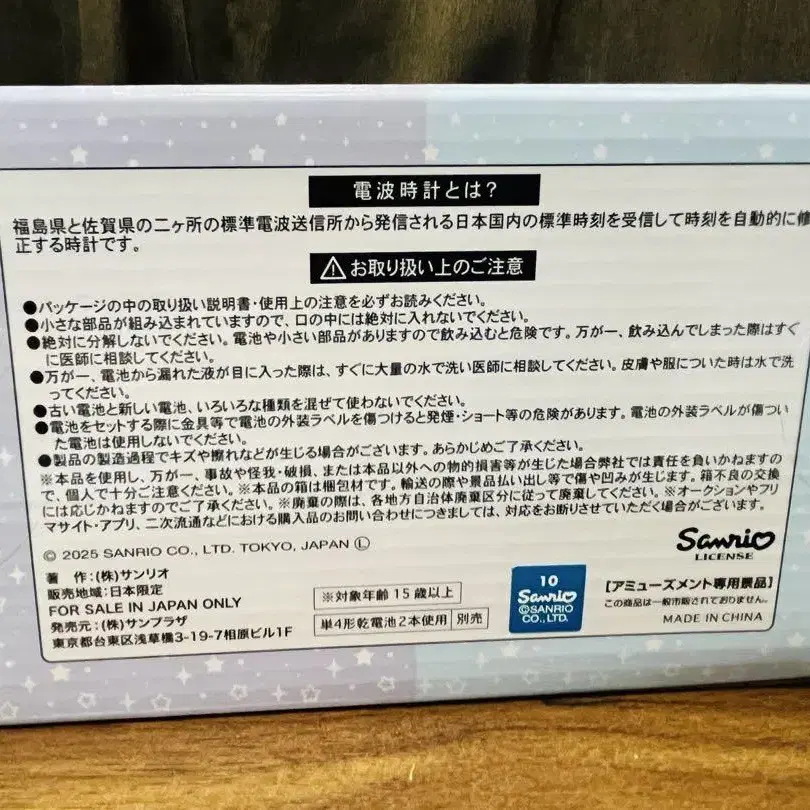 電波時計とは?
福島県と佐賀県の二ヶ所の標準電波送信所から発信される日本国内の標準時刻を受信して時刻を自動的に修
正する時計です。
お取り扱い上のご注意
●パッケージの中の取り扱い説明書・使用上の注意を必ずお読みください。
●小さな部品が組み込まれていますので、口の中には絶対に入れないでください。
●絶対に分解しないでください。電池や小さい部品がありますので飲み込むと危険です。万が一、飲み込んでしまった際はすぐ
に医師に相談してください。
●万が一、電池から漏れた液が目に入った際は、すぐに大量の水で洗い医師に相談してください。皮膚や服についた時は水で洗
ってください。
●古い電池と新しい電池、いろいろな種類を混ぜて使わないでください。
●電池をセットする際に金具等で電池の外装ラベルを傷つけると発煙・ショート等の危険があります。電池の外装ラベルが傷つい
た電池は使用しないでください。
●製品の製造過程でキズや擦れなどが生じる場合がございます。あらかじめご了承ください。
※本品を使用し、万が一、事故や怪我・破損、または本品以外への物的損害等が生じた場合弊社では責任を負いかねますの
で、個人で十分ご注意ください。※本品の箱は梱包材です。輸送の際や景品払い出し等で傷や凹みが生じます。箱不良の交換
には応じかねますのでご了承ください。※廃棄の際は、各地方自治体廃棄区分に従って廃棄してください。※オークションやフリ
マサイト・アプリ、二次流通などにおける購入品のお問い合わせにつきましては、対応をお断りさせていただく場合がございます。
© 2025 SANRIO CO., LTD. TOKYO, JAPAN Ⓛ
Sanrio
LICENSE
著 作:(株)サンリオ
販売地域:日本限定
FOR SALE IN JAPAN ONLY
発売元:(株)サンプラザ
東京都台東区浅草橋3-19-7相原ビル1F
※対象年齢 15歳以上
単4形乾電池2本使用 別売
10
Sanrio
©SANRIO
CO., LTD.
【アミューズメント専用景品】
この商品は一般市販されておりません。
MADE IN CHINA